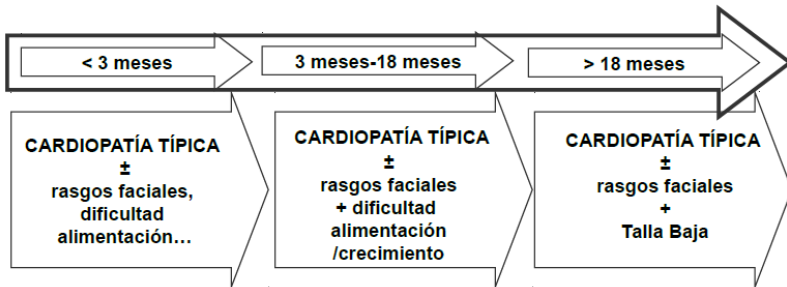 < 3 meses
3 meses-18 meses
> 18 meses
CARDIOPATÍA TÍPICA
±
rasgos faciales,
dificultad
alimentación…
CARDIOPATÍA TÍPICA
±
rasgos faciales
+ dificultad
alimentación
/crecimiento
CARDIOPATÍA TÍPICA
±
rasgos faciales
+
Talla Baja